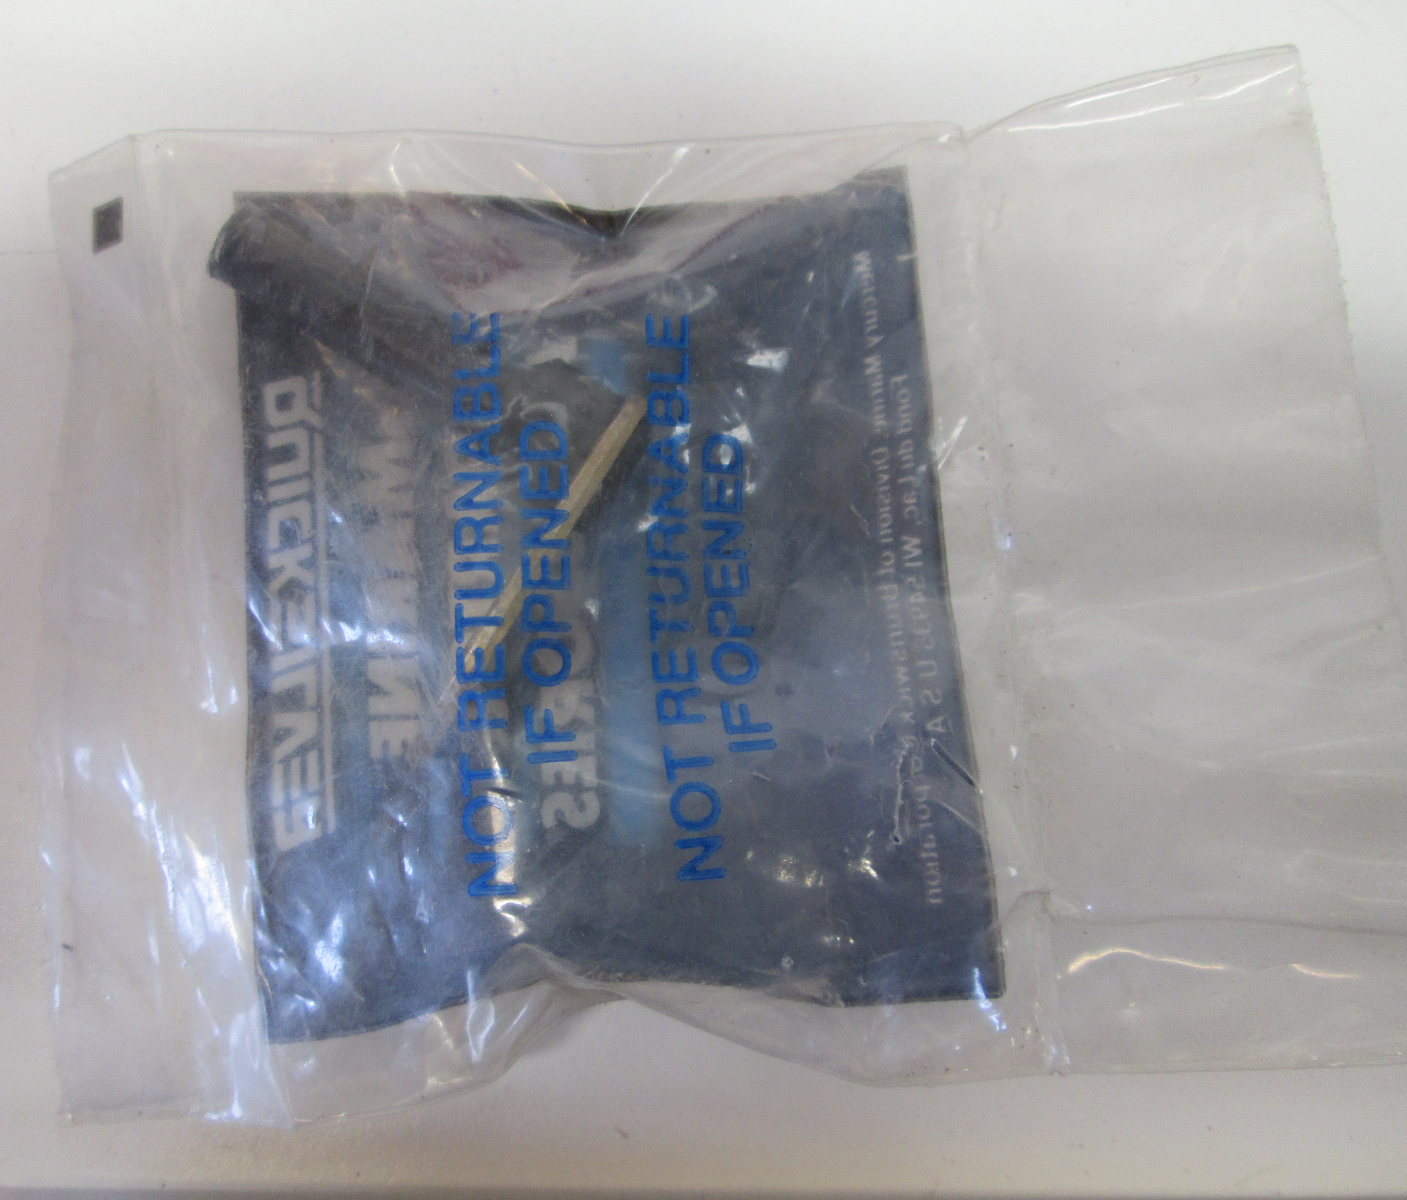 NOT RETURNABLE
IF OPENED
NOT RETURNABLE
IF OPENED
QUICKSILVER
MARINE
Mercury Marine Division of Brunswick Corporation
Fond du Lac, WI 54935 U S A